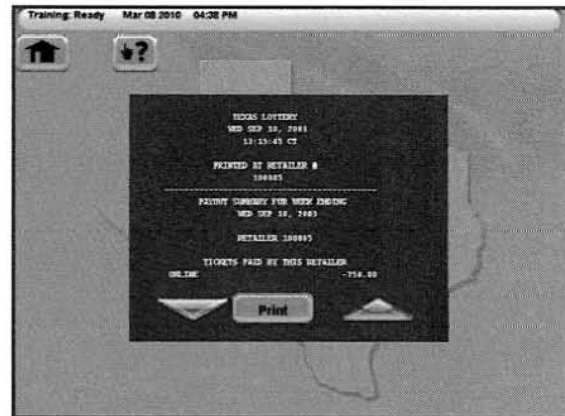 Training: Ready Mar 08 2010 04:38 PM
?
TEXAS LOTTERY
WED SEP 10, 2003
13:15:45 CT
PRINTED BY RETAILER #
100005
PAYOUT SUMMARY FOR WEEK ENDING
WED SEP 10, 2003
RETAILER 100005
TICKETS PAID BY THIS RETAILER
ONLINE -750.00
Print